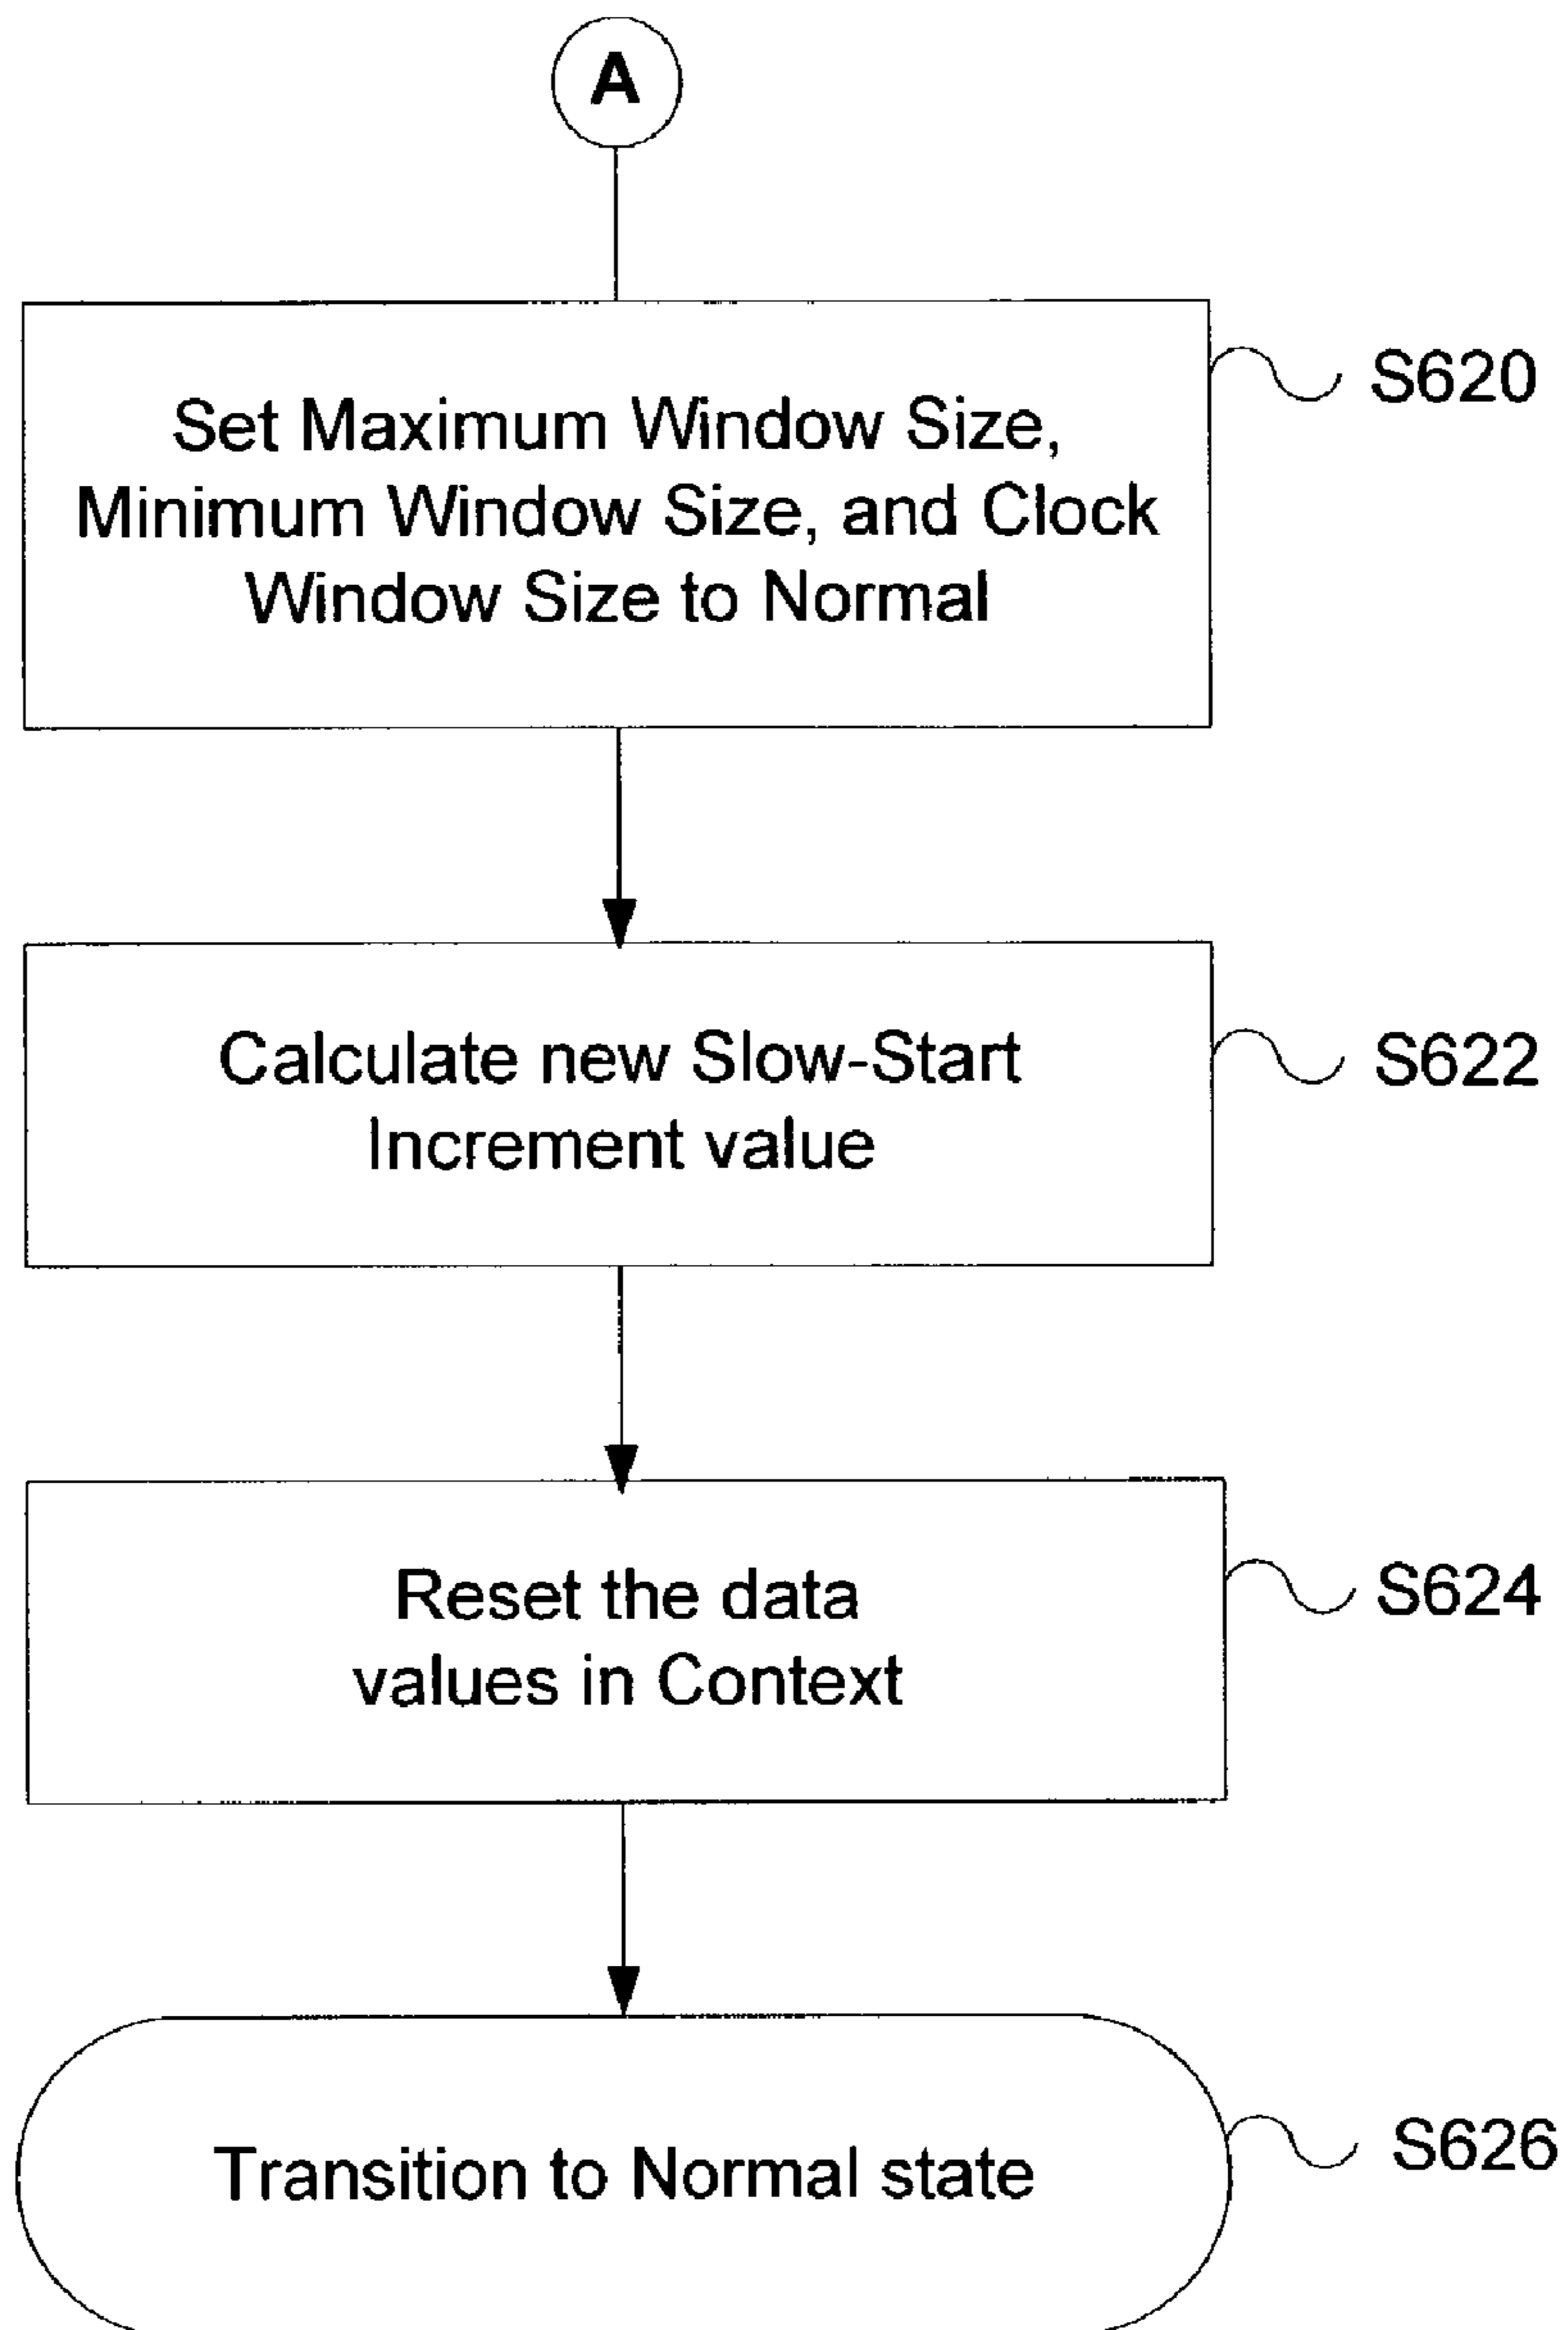 A
Set Maximum Window Size,
Minimum Window Size, and Clock
Window Size to Normal
S620
Calculate new Slow-Start
Increment value
S622
Reset the data
values in Context
S624
Transition to Normal state
S626